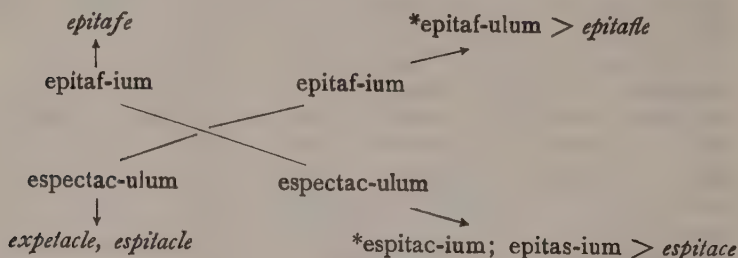 epitafe
*epitaf-ulum > epitafle
epitaf-ium epitaf-ium
espectac-ulum espectac-ulum
expetacle, espitacle
*espitac-ium; epitas-ium > espitace